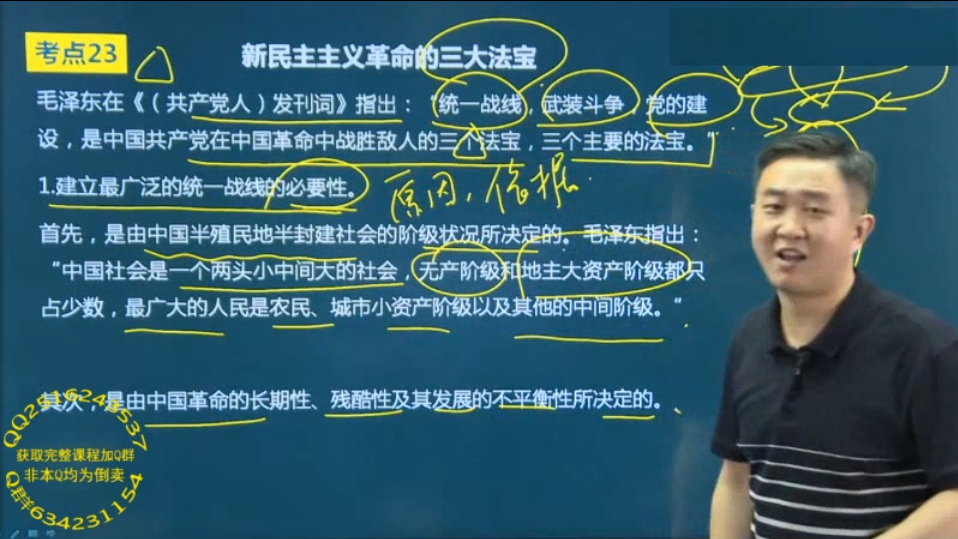 考点23
新民主主义革命的三大法宝
毛泽东在《〈共产党人〉发刊词》指出：“统一战线，武装斗争，党的建
设，是中国共产党在中国革命中战胜敌人的三个法宝，三个主要的法宝。”
1.建立最广泛的统一战线的必要性。
原因，依据.
首先，是由中国半殖民地半封建社会的阶级状况所决定的。毛泽东指出：
“中国社会是一个两头小中间大的社会，无产阶级和地主大资产阶级都只
占少数，最广大的人民是农民、城市小资产阶级以及其他的中间阶级。“
其次，是由中国革命的长期性、残酷性及其发展的不平衡性所决定的。
QQ2516243537
获取完整课程加Q群
非本Q均为倒卖
Q群634231154